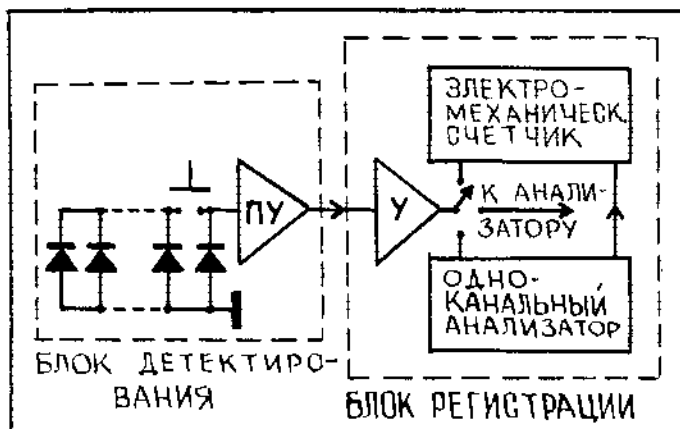 ЭЛЕКТРО-
МЕХАНИЧЕСК.
СЧЕТЧИК
ПУ
У
К АНАЛИ-
ЗАТОРУ
ОДНО-
КАНАЛЬНЫЙ
АНАЛИЗАТОР
БЛОК ДЕТЕКТИРО-
ВАНИЯ
БЛОК РЕГИСТРАЦИИ